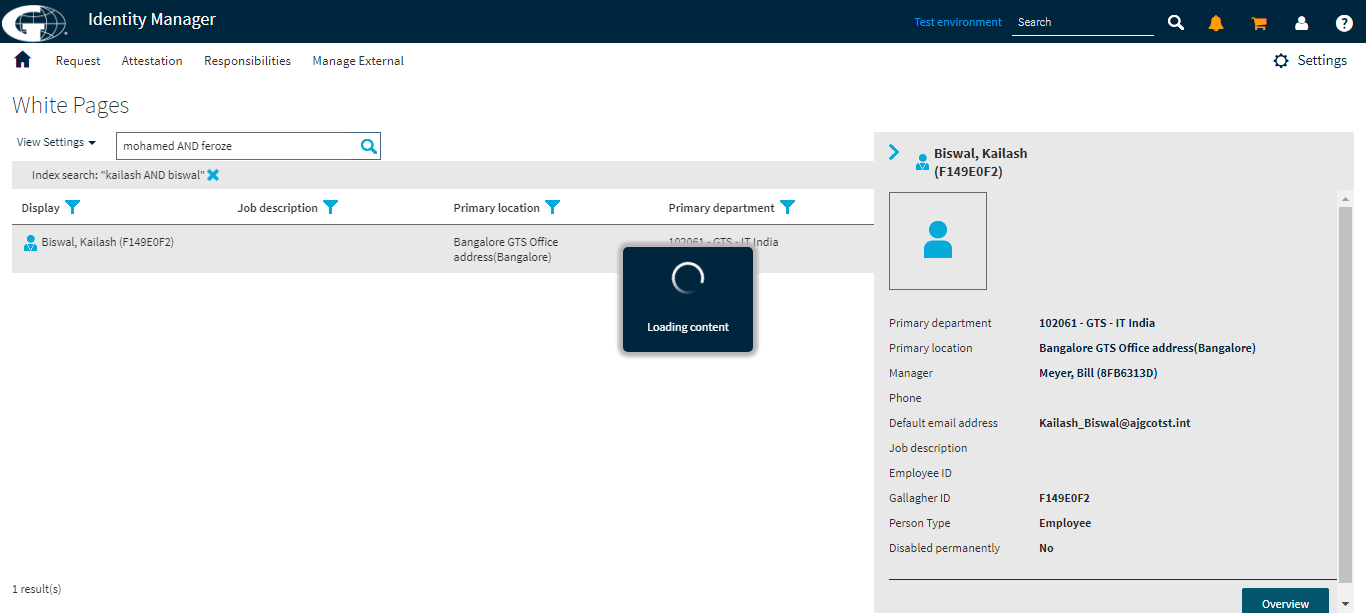 Identity Manager
Test environment
Search
?
Request
Attestation
Responsibilities
Manage External
Settings
White Pages
View Settings
mohamed AND feroze
Index search: "kailash AND biswal"
Display
Job description
Primary location
Primary department
Biswal, Kailash (F149E0F2)
Bangalore GTS Office
address(Bangalore)
102061 - GTS - IT India
Loading content
1 result(s)
Biswal, Kailash
(F149E0F2)
Primary department 102061 - GTS - IT India
Primary location Bangalore GTS Office address(Bangalore)
Manager Meyer, Bill (8FB6313D)
Phone
Default email address Kailash_Biswal@ajgcotst.int
Job description
Employee ID
Gallagher ID F149E0F2
Person Type Employee
Disabled permanently No
Overview